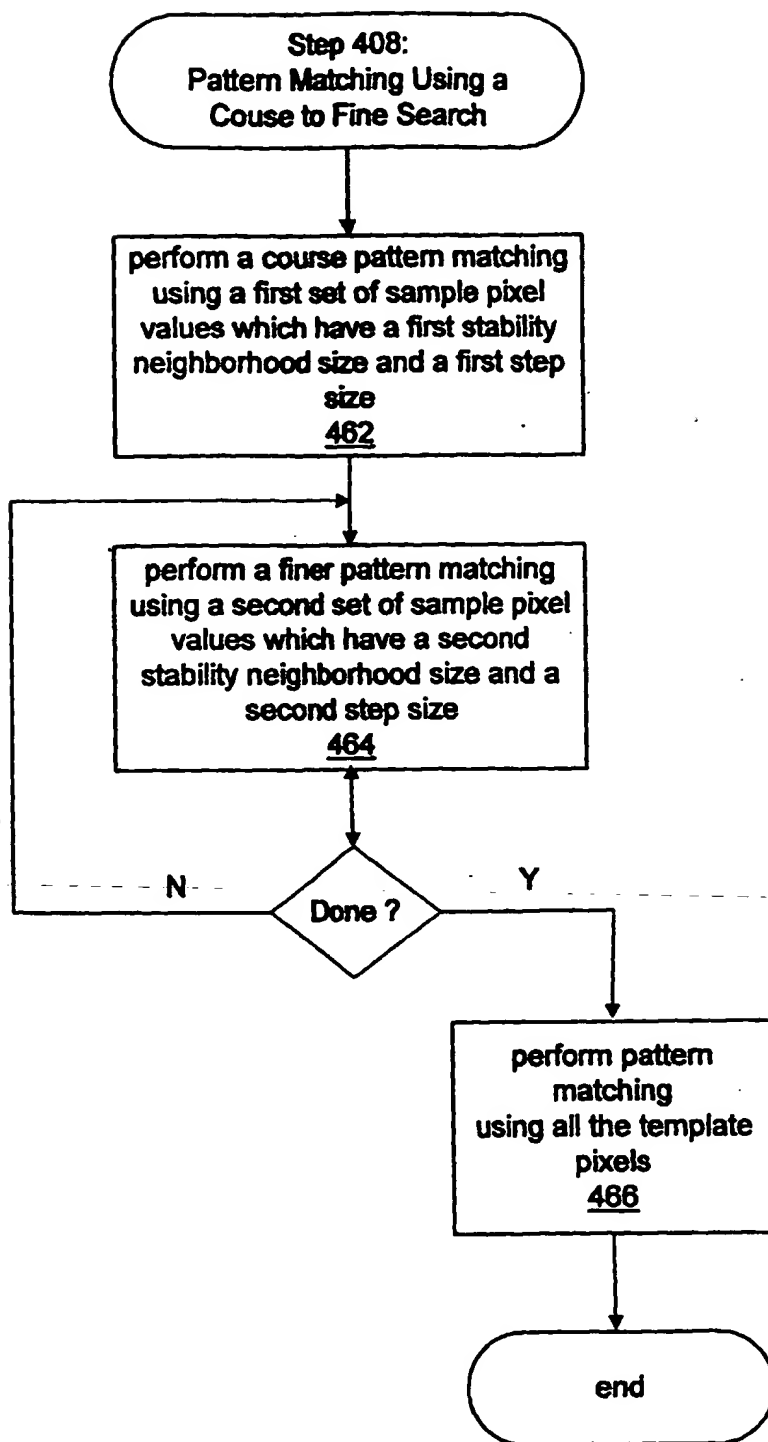 Step 408:
Pattern Matching Using a
Couse to Fine Search
perform a course pattern matching
using a first set of sample pixel
values which have a first stability
neighborhood size and a first step
size
462
perform a finer pattern matching
using a second set of sample pixel
values which have a second
stability neighborhood size and a
second step size
464
N
Done ?
Y
perform pattern
matching
using all the template
pixels
466
end